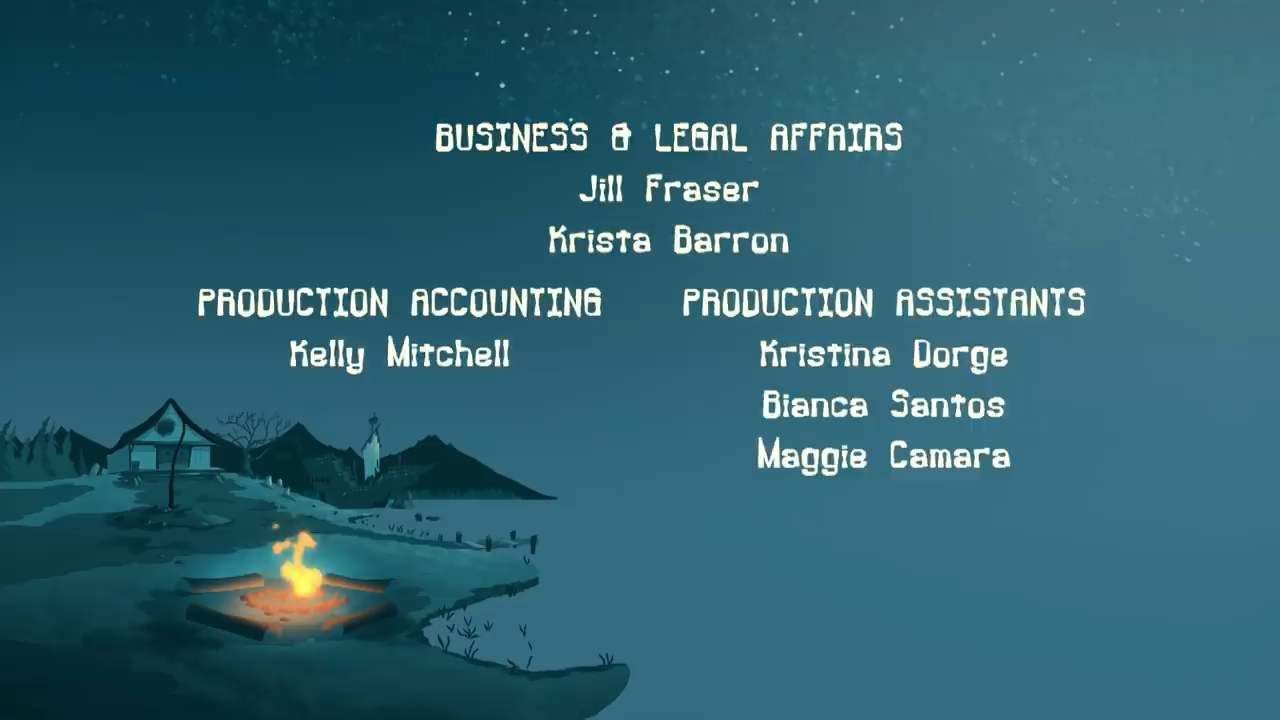 BUSINESS & LEGAL AFFAIRS
Jill Fraser
Krista Barron
PRODUCTION ACCOUNTING
Kelly Mitchell
PRODUCTION ASSISTANTS
Kristina Dorge
Bianca Santos
Maggie Camara